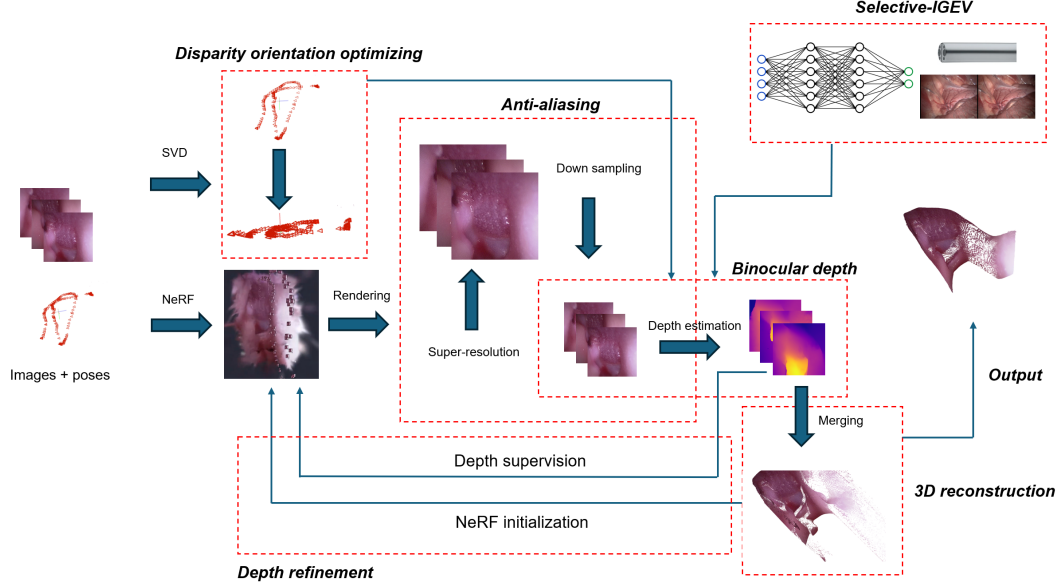 Selective-IGEV
Disparity orientation optimizing
Anti-aliasing
SVD
Down sampling
Binocular depth
NeRF
Rendering
Depth estimation
Super-resolution
Images + poses
Output
Merging
Depth supervision
3D reconstruction
NeRF initialization
Depth refinement